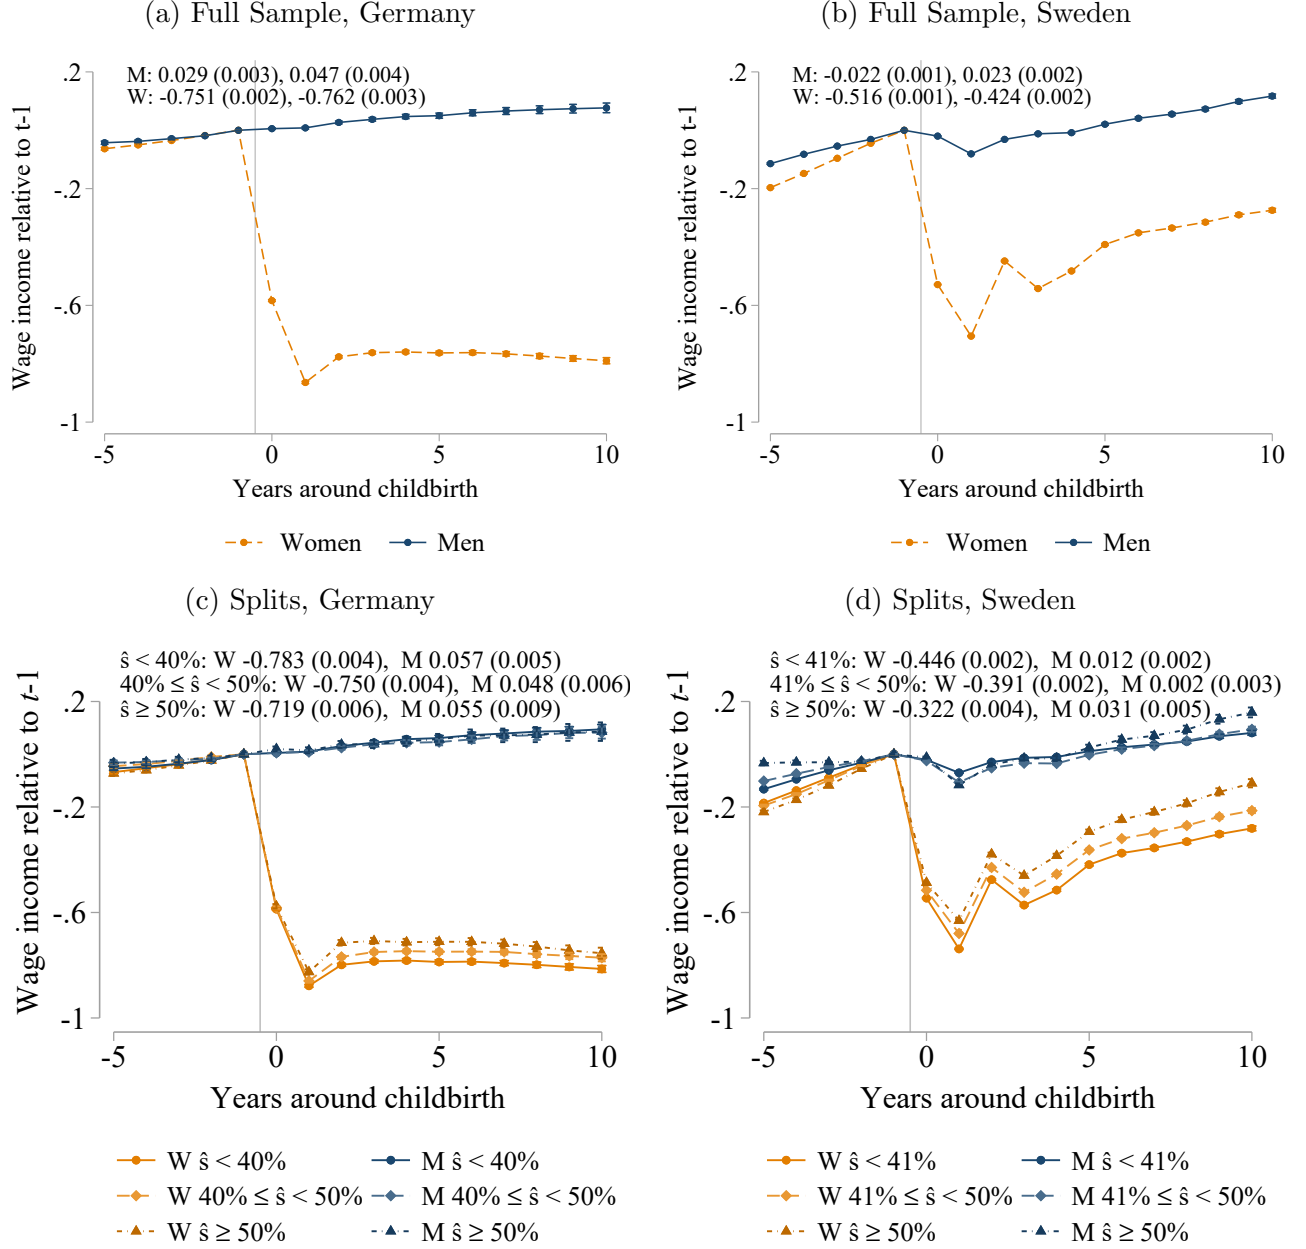 (a) Full Sample, Germany
M: 0.029 (0.003), 0.047 (0.004)
W: -0.751 (0.002), -0.762 (0.003)
.2
-.2
-.6
-1
Wage income relative to t-1
-5 0 5 10
Years around childbirth
Women Men
(b) Full Sample, Sweden
M: -0.022 (0.001), 0.023 (0.002)
W: -0.516 (0.001), -0.424 (0.002)
.2
-.2
-.6
-1
Wage income relative to t-1
-5 0 5 10
Years around childbirth
Women Men
(c) Splits, Germany
ŝ < 40%: W -0.783 (0.004), M 0.057 (0.005)
40% ≤ ŝ < 50%: W -0.750 (0.004), M 0.048 (0.006)
ŝ ≥ 50%: W -0.719 (0.006), M 0.055 (0.009)
.2
-.2
-.6
-1
Wage income relative to t-1
-5 0 5 10
Years around childbirth
W ŝ < 40% M ŝ < 40%
W 40% ≤ ŝ < 50% M 40% ≤ ŝ < 50%
W ŝ ≥ 50% M ŝ ≥ 50%
(d) Splits, Sweden
ŝ < 41%: W -0.446 (0.002), M 0.012 (0.002)
41% ≤ ŝ < 50%: W -0.391 (0.002), M 0.002 (0.003)
ŝ ≥ 50%: W -0.322 (0.004), M 0.031 (0.005)
.2
-.2
-.6
-1
Wage income relative to t-1
-5 0 5 10
Years around childbirth
W ŝ < 41% M ŝ < 41%
W 41% ≤ ŝ < 50% M 41% ≤ ŝ < 50%
W ŝ ≥ 50% M ŝ ≥ 50%